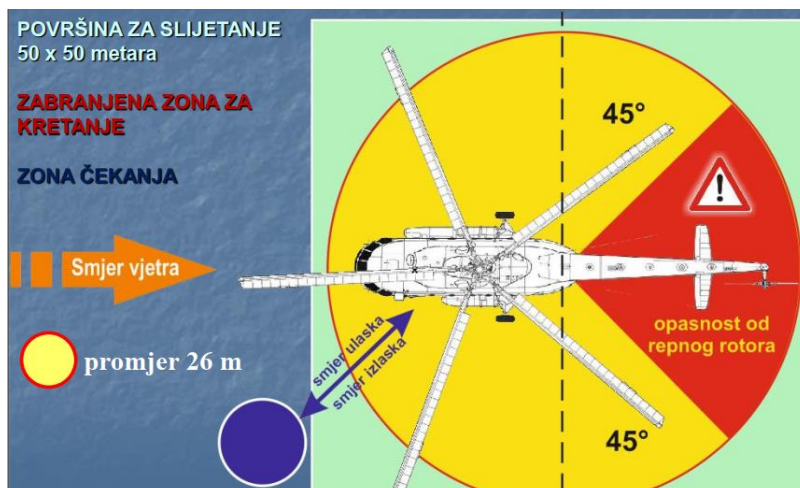 POVRŠINA ZA SLIJETANJE
50 x 50 metara
ZABRANJENA ZONA ZA
KRETANJE
ZONA ČEKANJA
Smjer vjetra
promjer 26 m
smjer ulaska
smjer izlaska
45°
!
opasnost od
repnog rotora
45°